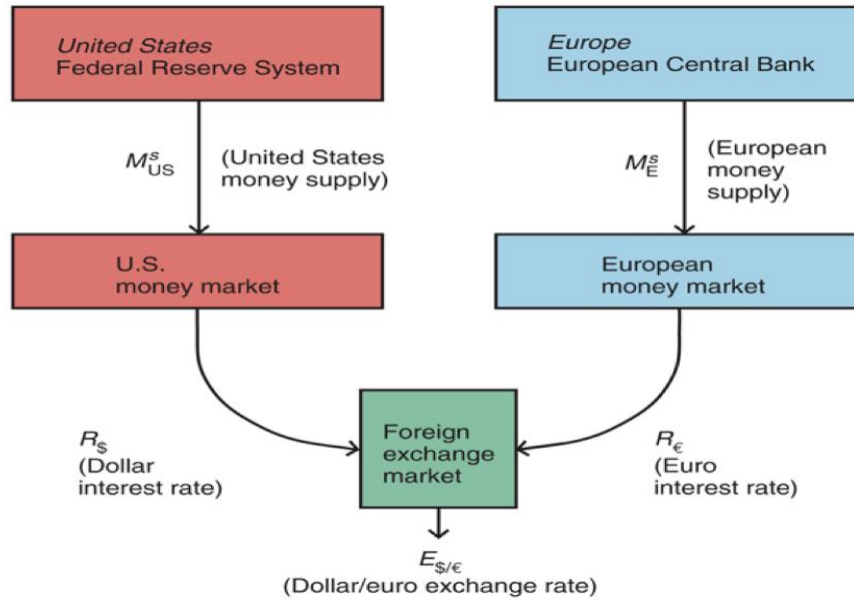 United States
Federal Reserve System
Europe
European Central Bank
M^s_US
(United States
money supply)
M^s_E
(European
money
supply)
U.S.
money market
European
money market
R_$
(Dollar
interest rate)
Foreign
exchange
market
R_€
(Euro
interest rate)
E_$/€
(Dollar/euro exchange rate)